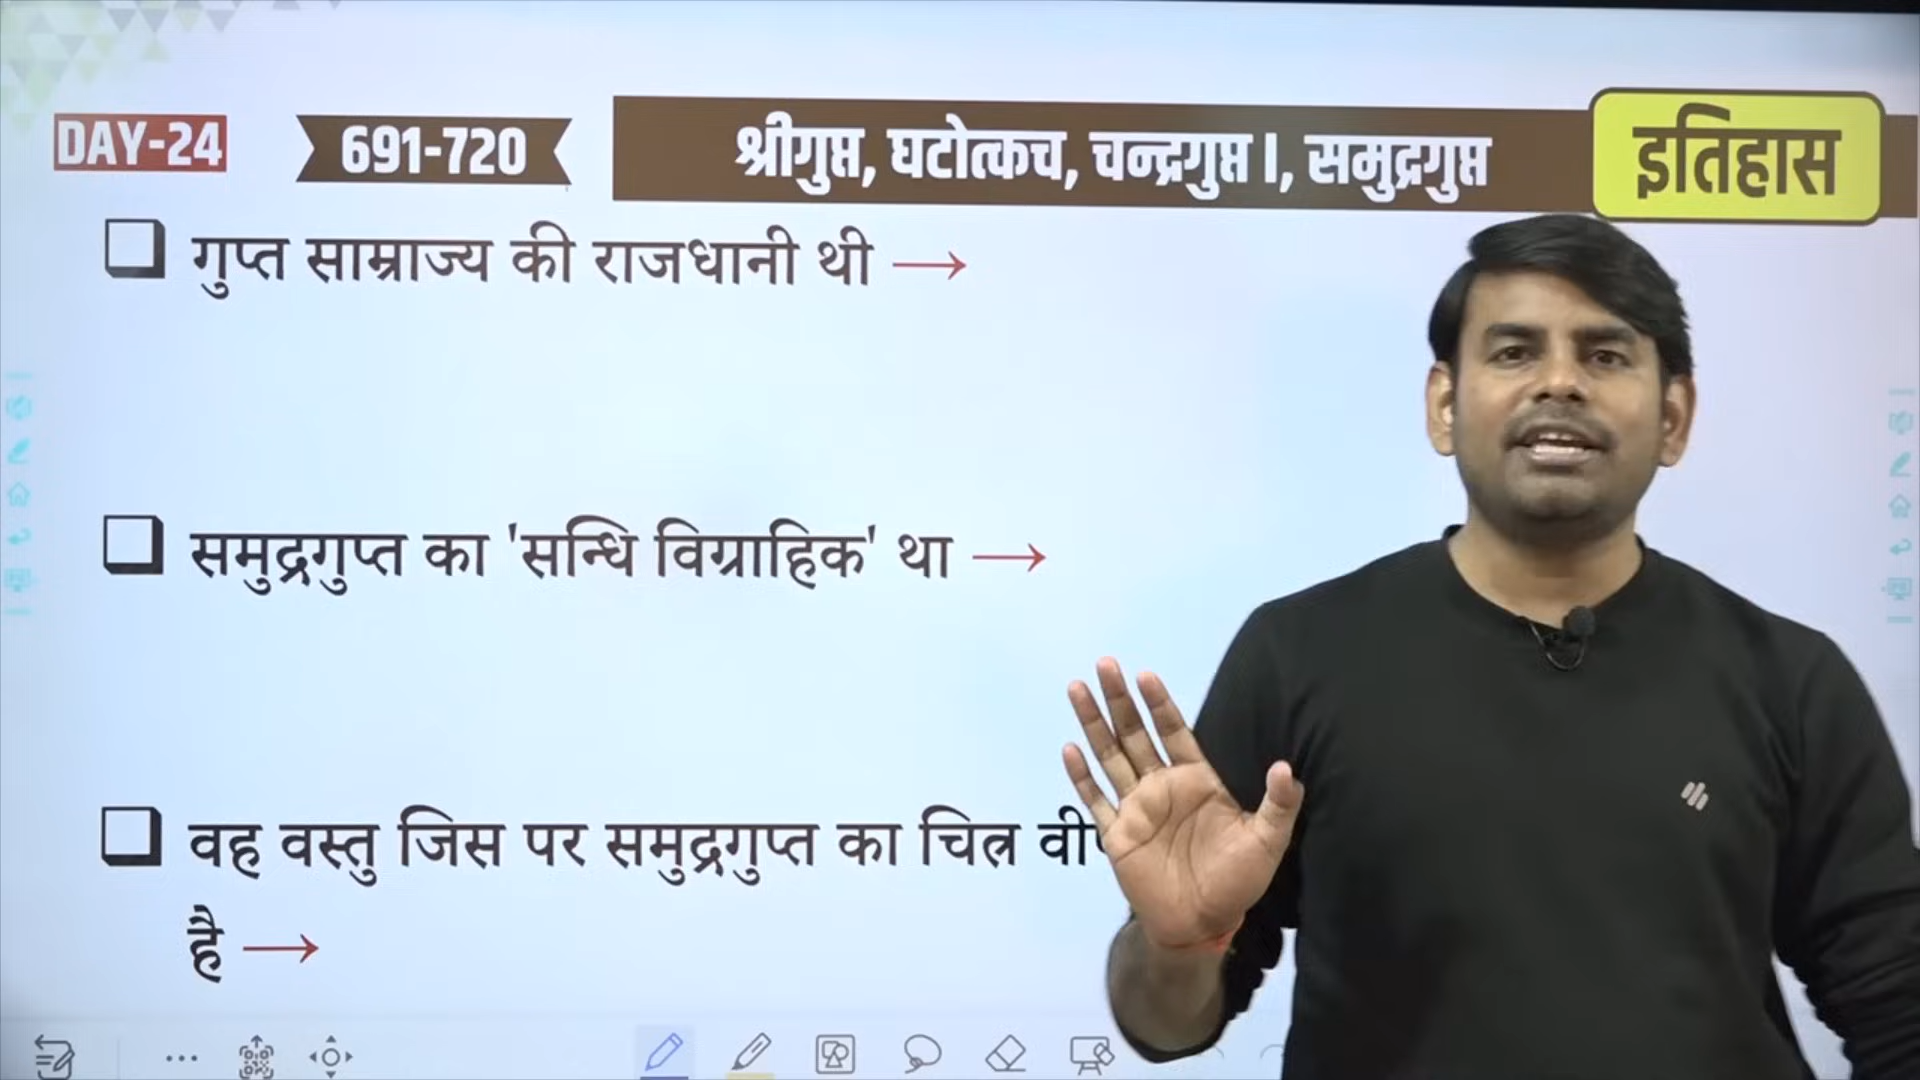 DAY-24
691-720
श्रीगुप्त, घटोत्कच, चन्द्रगुप्त I, समुद्रगुप्त
इतिहास
गुप्त साम्राज्य की राजधानी थी →
समुद्रगुप्त का 'सन्धि विग्राहिक' था →
वह वस्तु जिस पर समुद्रगुप्त का चित्र
है →